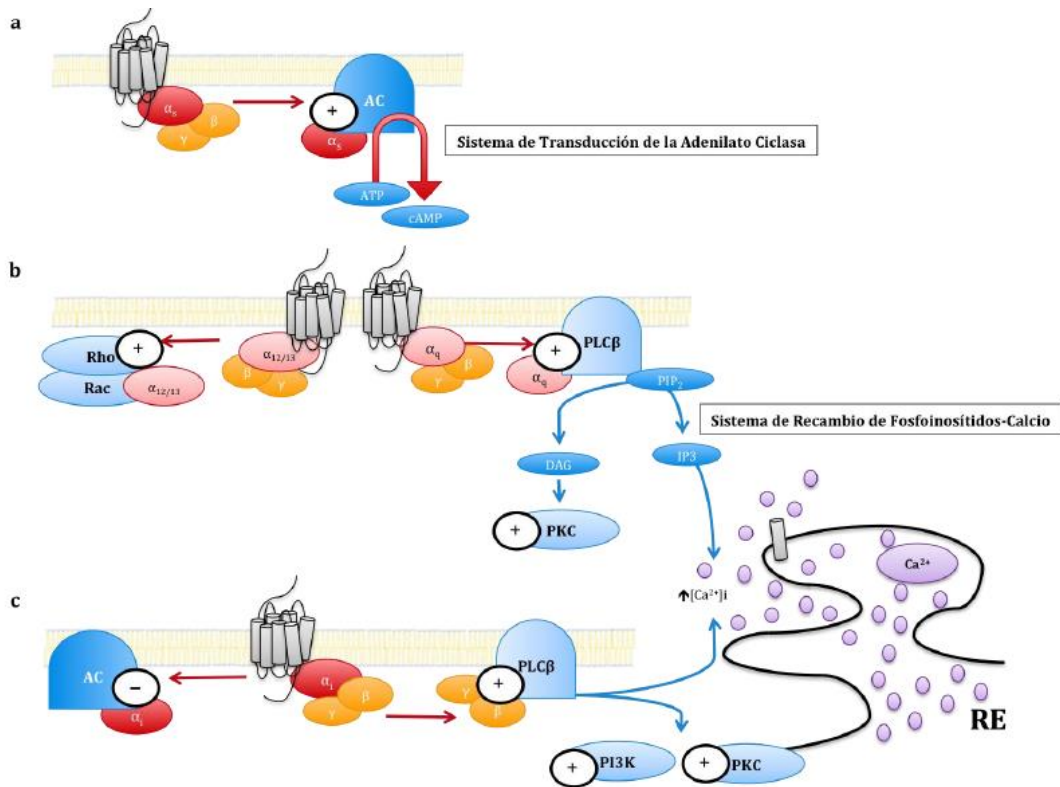 a
αs
β
γ
+
AC
αs
Sistema de Transducción de la Adenilato Ciclasa
ATP
cAMP
b
Rho
+
Rac
α12/13
α12/13
β
γ
αq
β
γ
+
PLCβ
αq
PIP2
Sistema de Recambio de Fosfoinosítidos-Calcio
DAG
IP3
+
PKC
Ca2+
↑[Ca2+]i
c
AC
−
αi
αi
β
γ
γ
+
PLCβ
β
RE
+
PI3K
+
PKC